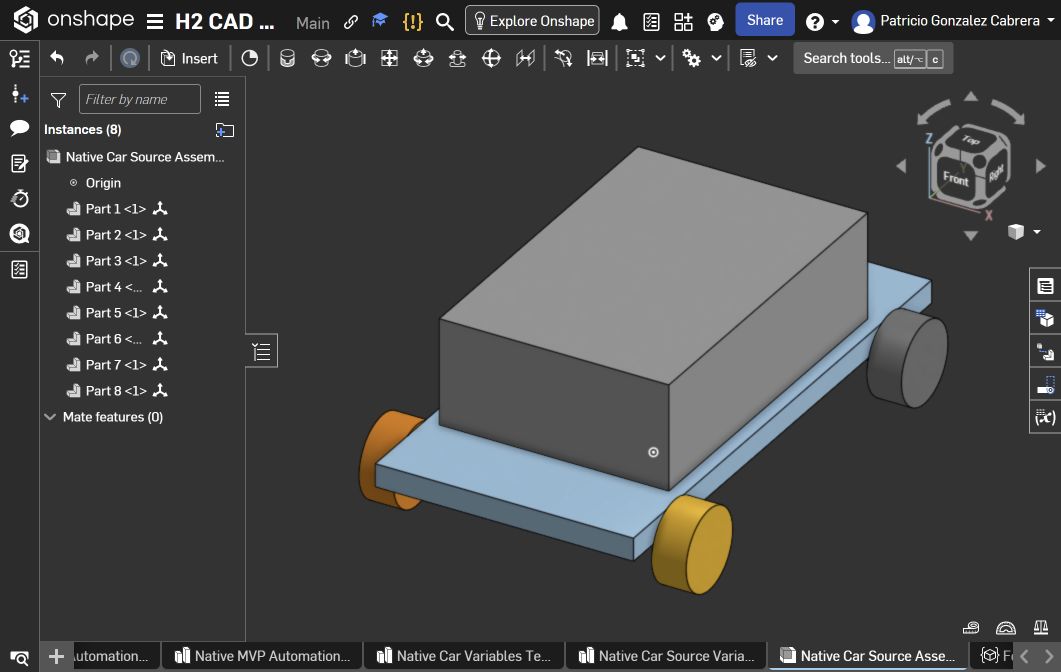 onshape H2 CAD ... Main {!} Explore Onshape Share ? Patricio Gonzalez Cabrera
Insert Search tools... alt/⌥ c
Filter by name
Instances (8)
Native Car Source Assem...
Origin
Part 1 <1>
Part 2 <1>
Part 3 <1>
Part 4 <...
Part 5 <1>
Part 6 <...
Part 7 <1>
Part 8 <1>
Mate features (0)
Z Top
Y
Front Right
X
(x)
utomation... Native MVP Automation... Native Car Variables Te... Native Car Source Varia... Native Car Source Asse...